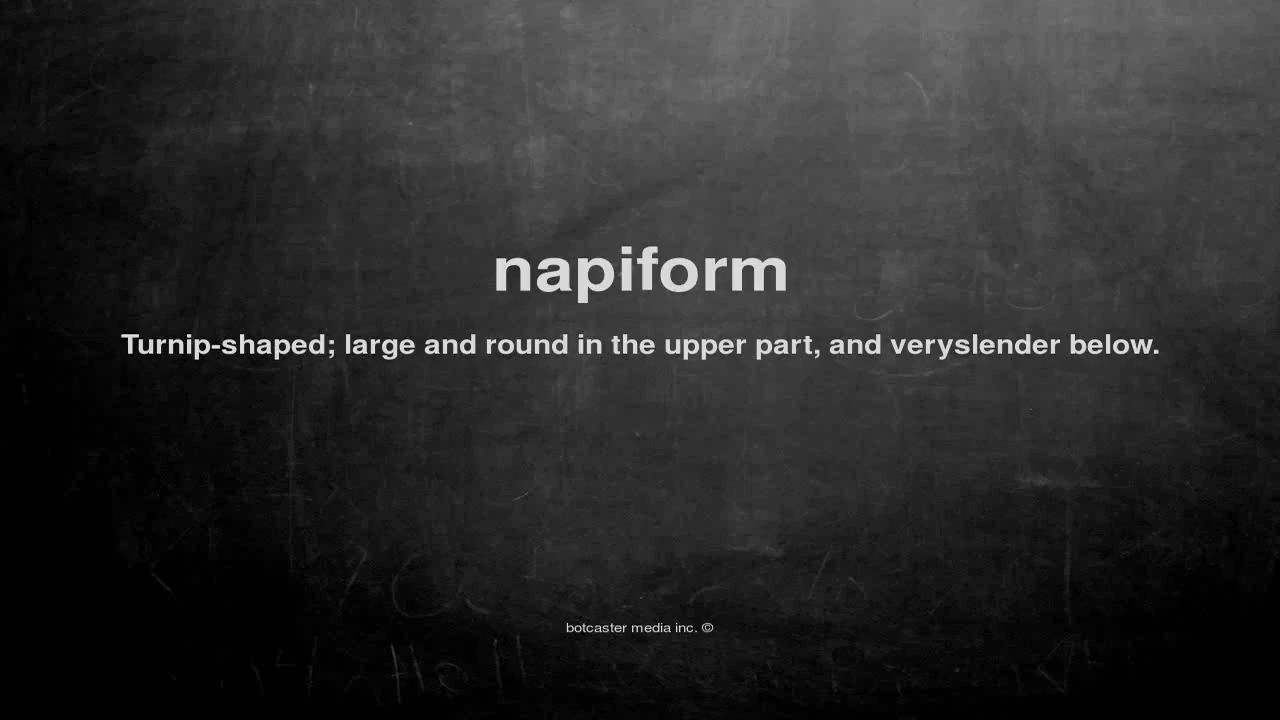 napiform
Turnip-shaped; large and round in the upper part, and veryslender below.
botcaster media inc. ©